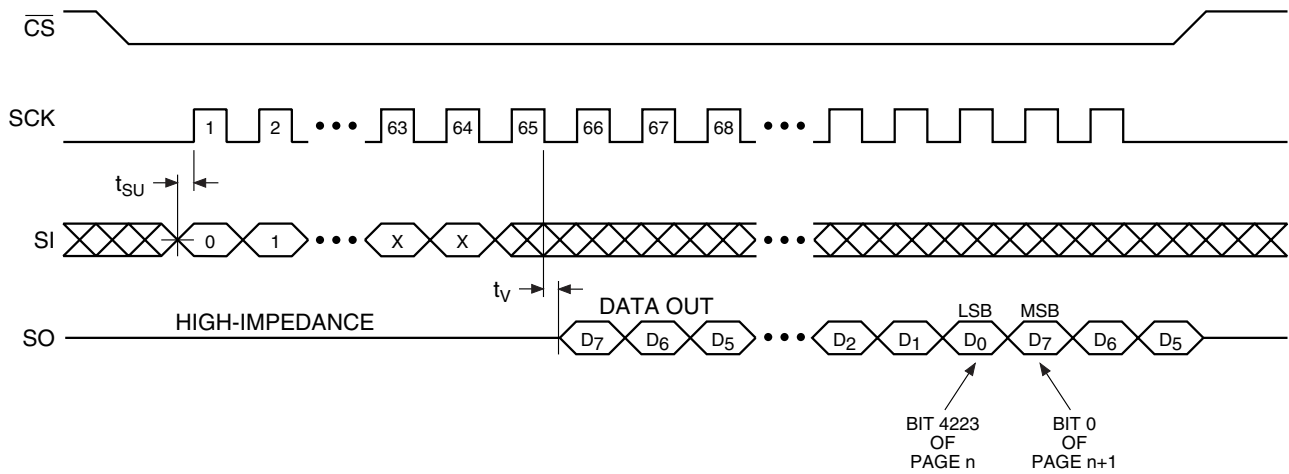 CS
SCK
1 2 ••• 63 64 65 66 67 68 •••
tSU
SI
0 1 ••• X X •••
tV
DATA OUT
HIGH-IMPEDANCE
LSB MSB
SO
D7 D6 D5 ••• D2 D1 D0 D7 D6 D5
BIT 4223
OF
PAGE n
BIT 0
OF
PAGE n+1